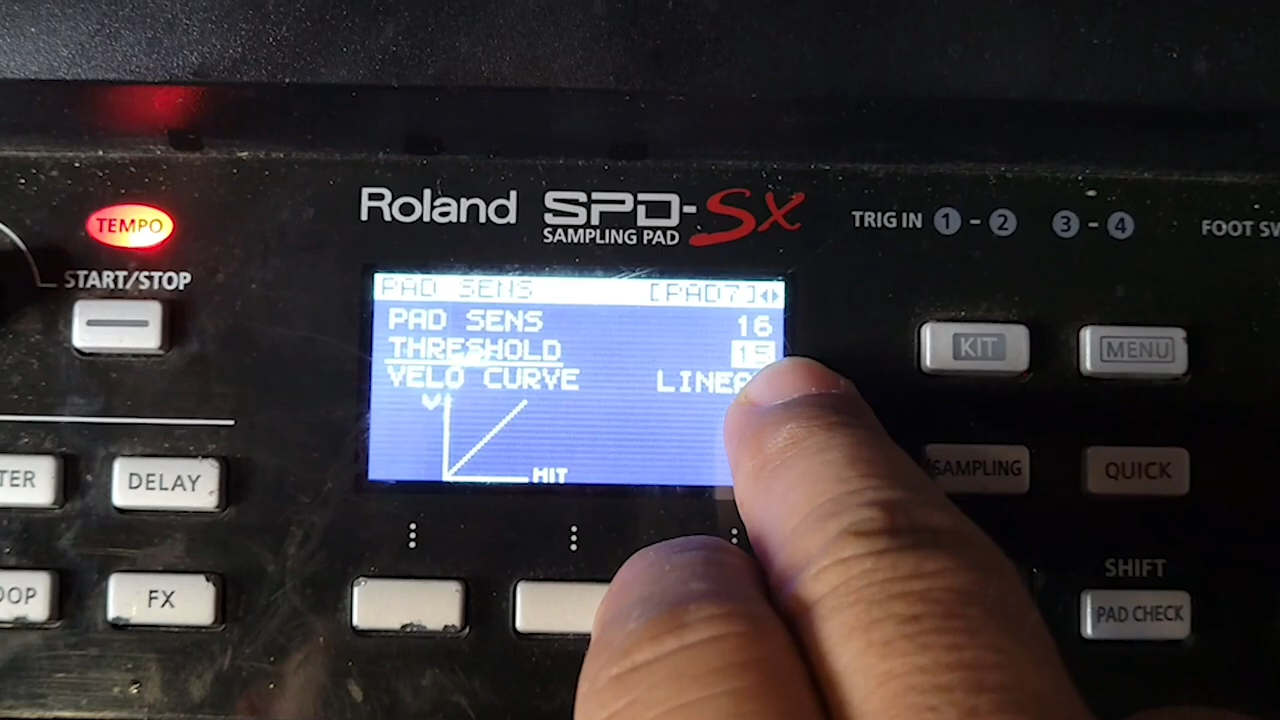 Roland SPD-SX
SAMPLING PAD
TRIG IN 1 - 2 3 - 4
FOOT SW
TEMPO
START/STOP
PAD SENS [PAD7]
PAD SENS 16
THRESHOLD 15
VELO CURVE LINEA
V
HIT
KIT
MENU
DELAY
SAMPLING
QUICK
FX
SHIFT
PAD CHECK